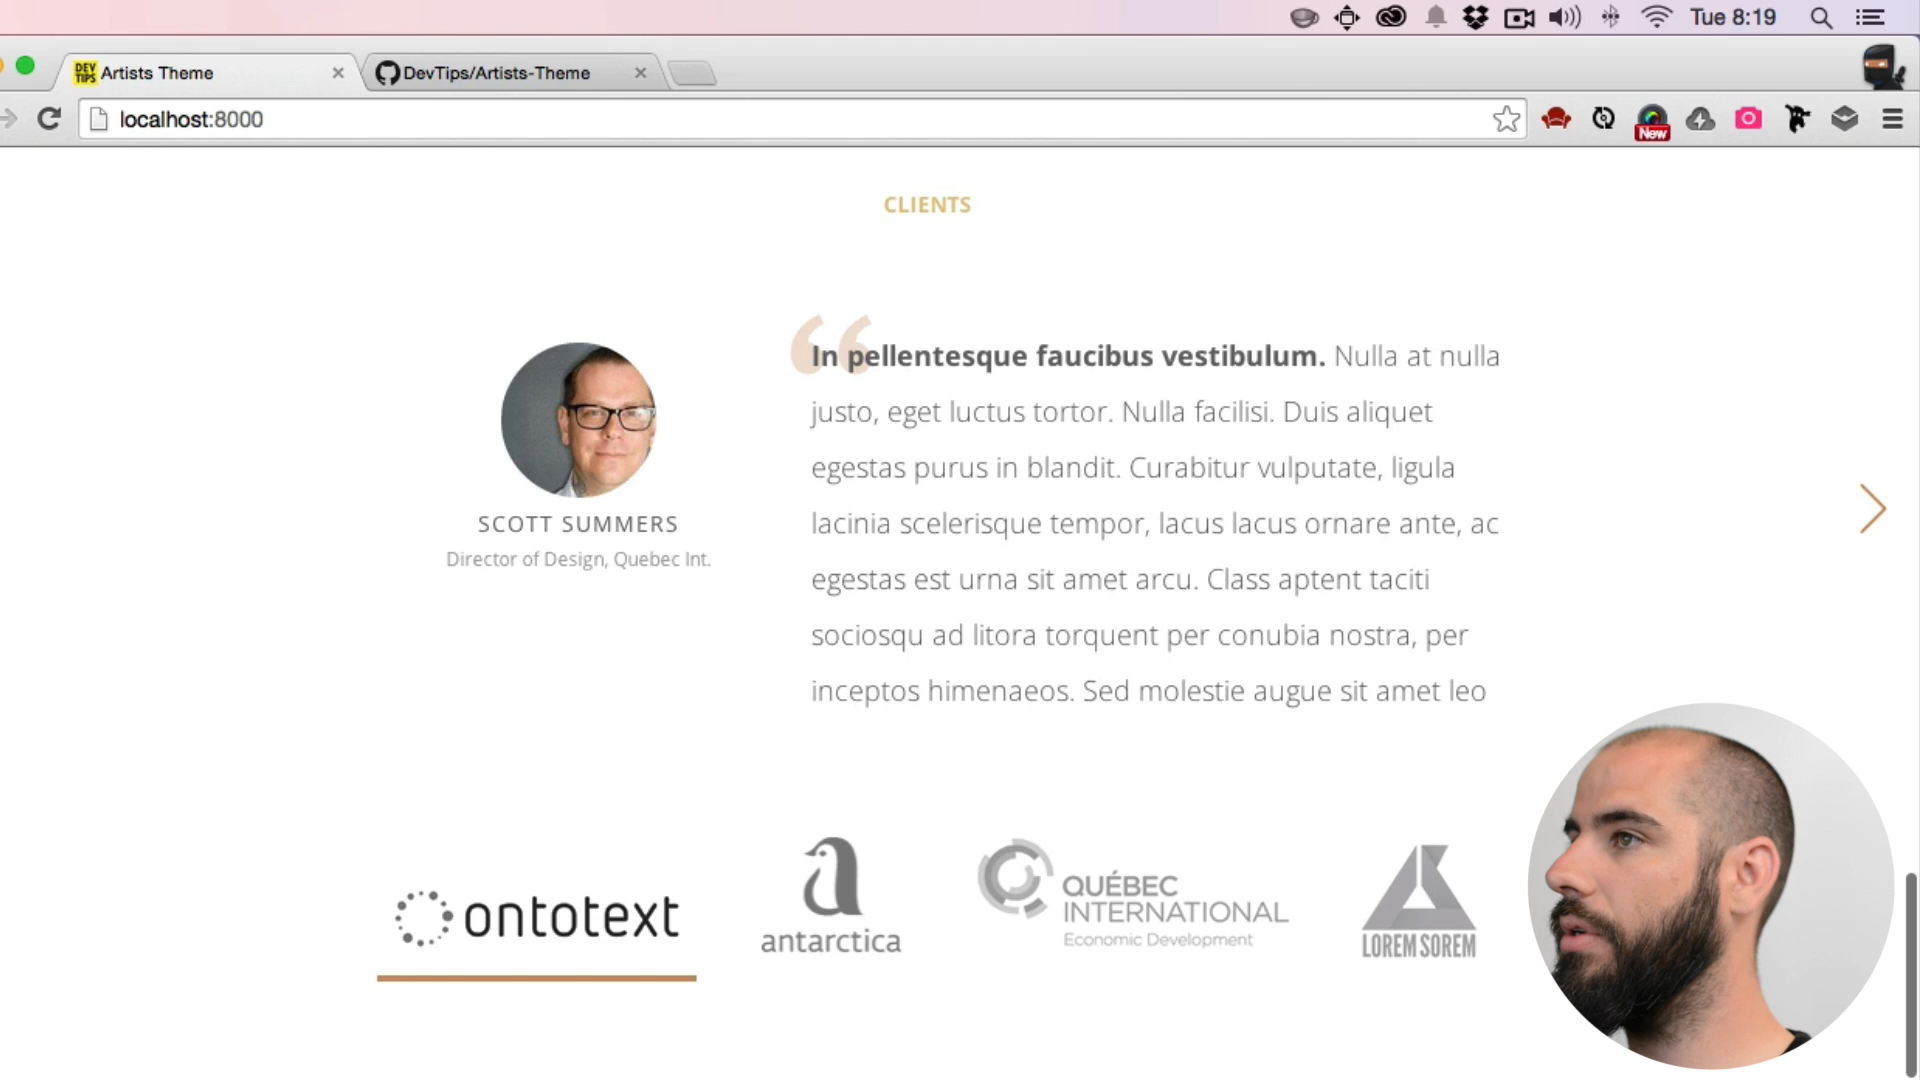 Tue 8:19
DEV TIPS Artists Theme
DevTips/Artists-Theme
localhost:8000
New
CLIENTS
“
In pellentesque faucibus vestibulum. Nulla at nulla
justo, eget luctus tortor. Nulla facilisi. Duis aliquet
egestas purus in blandit. Curabitur vulputate, ligula
lacinia scelerisque tempor, lacus lacus ornare ante, ac
egestas est urna sit amet arcu. Class aptent taciti
sociosqu ad litora torquent per conubia nostra, per
inceptos himenaeos. Sed molestie augue sit amet leo
SCOTT SUMMERS
Director of Design, Quebec Int.
ontotext
antarctica
QUÉBEC
INTERNATIONAL
Economic Development
LOREM SOREM